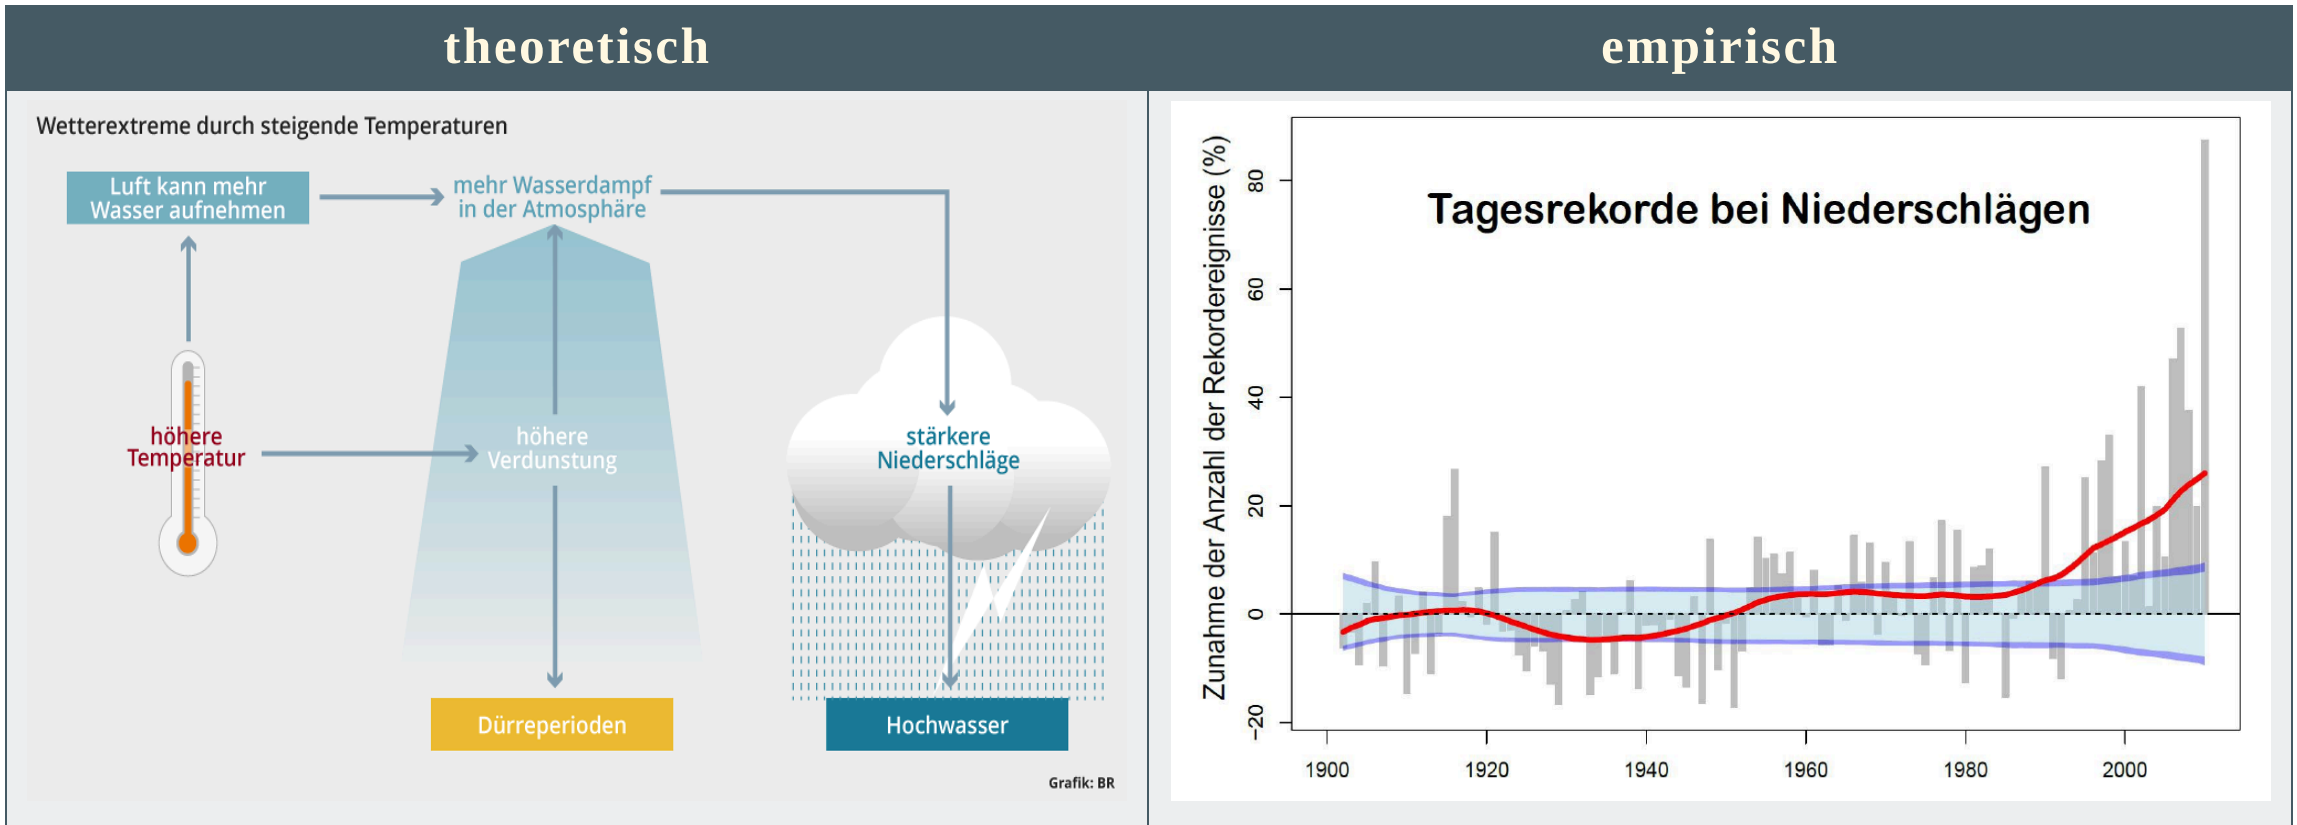 theoretisch
empirisch
Wetterextreme durch steigende Temperaturen
Luft kann mehr
Wasser aufnehmen
mehr Wasserdampf
in der Atmosphäre
höhere
Temperatur
höhere
Verdunstung
stärkere
Niederschläge
Dürreperioden
Hochwasser
Grafik: BR
Tagesrekorde bei Niederschlägen
Zunahme der Anzahl der Rekordereignisse (%)
80
60
40
20
0
−20
1900
1920
1940
1960
1980
2000